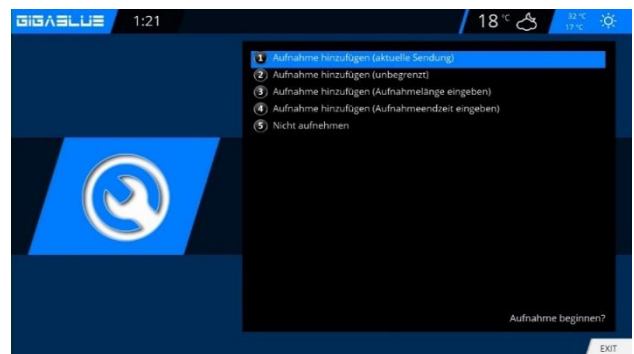 GIGABLUE 1:21 18 °C 32 °C
17 °C
1 Aufnahme hinzufügen (aktuelle Sendung)
2 Aufnahme hinzufügen (unbegrenzt)
3 Aufnahme hinzufügen (Aufnahmelänge eingeben)
4 Aufnahme hinzufügen (Aufnahmeendzeit eingeben)
5 Nicht aufnehmen
Aufnahme beginnen?
EXIT